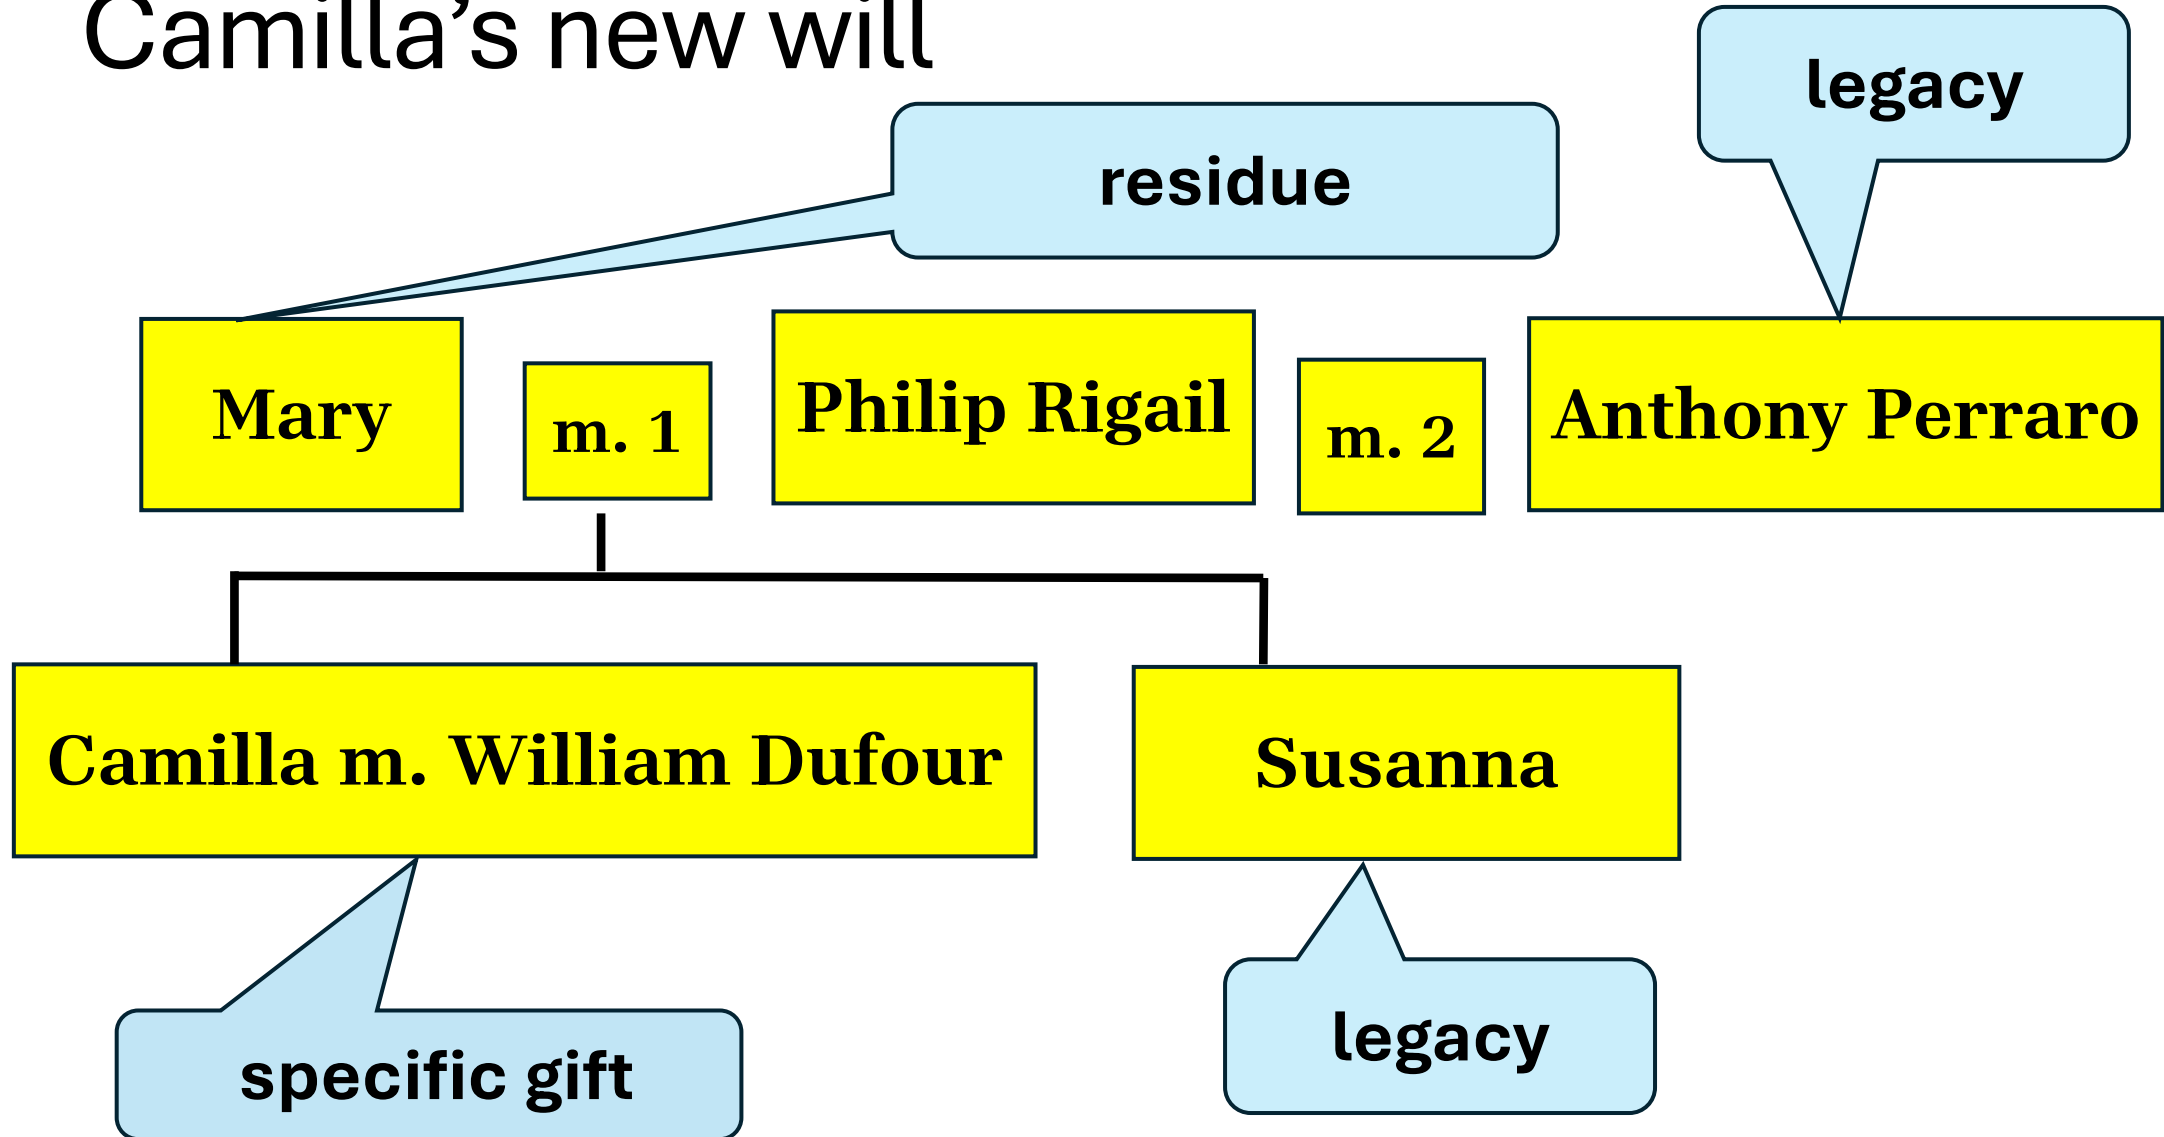 Camilla’s new will
legacy
residue
Mary
m. 1
Philip Rigail
m. 2
Anthony Perraro
Camilla m. William Dufour
Susanna
specific gift
legacy